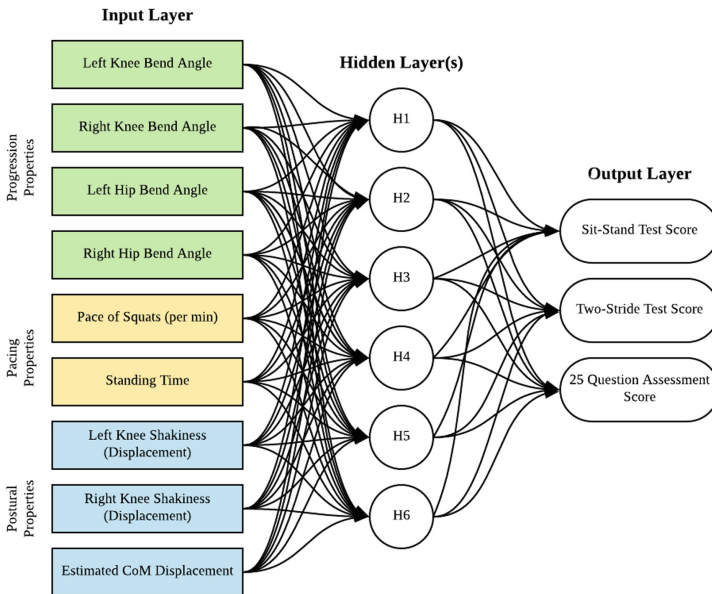 Input Layer
Progression
Properties
Left Knee Bend Angle
Right Knee Bend Angle
Left Hip Bend Angle
Right Hip Bend Angle
Pacing
Properties
Pace of Squats (per min)
Standing Time
Postural
Properties
Left Knee Shakiness
(Displacement)
Right Knee Shakiness
(Displacement)
Estimated CoM Displacement
Hidden Layer(s)
H1
H2
H3
H4
H5
H6
Output Layer
Sit-Stand Test Score
Two-Stride Test Score
25 Question Assessment
Score